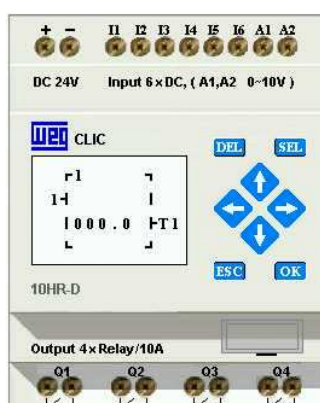 + - I1 I2 I3 I4 I5 I6 A1 A2
DC 24V Input 6×DC, ( A1,A2 0~10V )
WEG CLIC
DEL SEL
1
1
000.0 T1
ESC OK
10HR-D
Output 4×Relay/10A
Q1 Q2 Q3 Q4